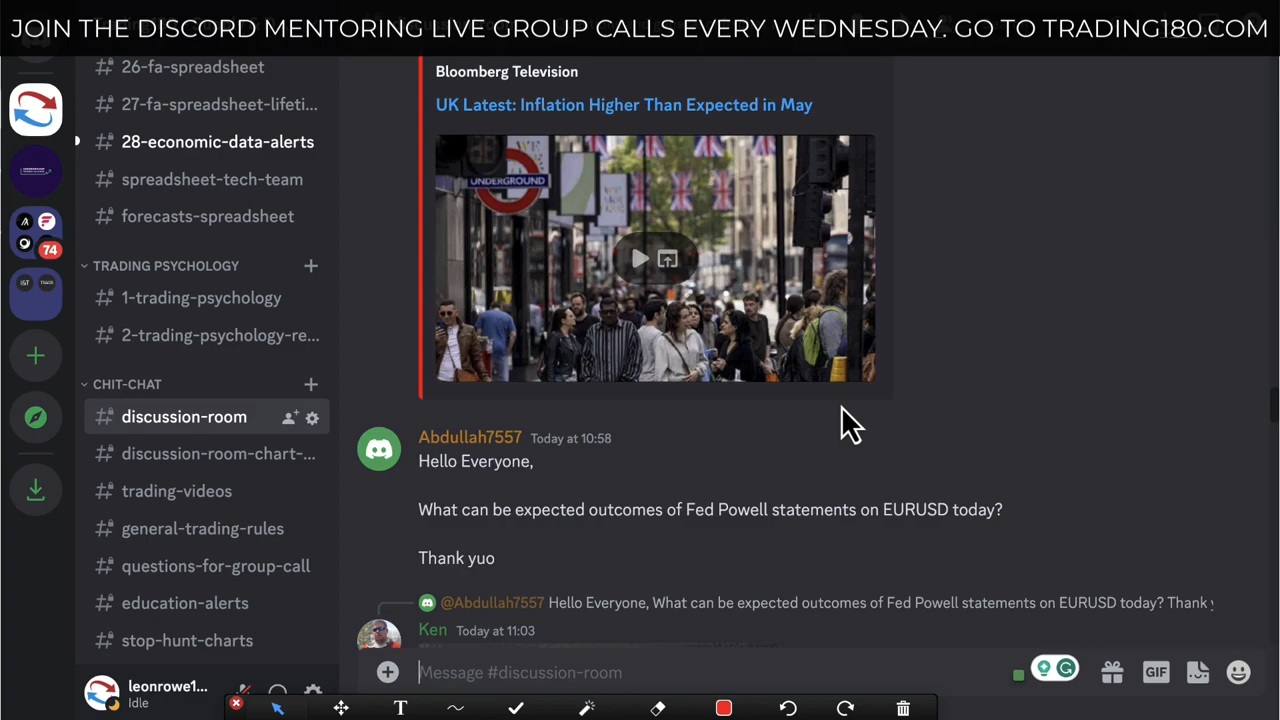 JOIN THE DISCORD MENTORING LIVE GROUP CALLS EVERY WEDNESDAY. GO TO TRADING180.COM
26-fa-spreadsheet
27-fa-spreadsheet-lifeti...
28-economic-data-alerts
spreadsheet-tech-team
forecasts-spreadsheet
TRADING PSYCHOLOGY
1-trading-psychology
2-trading-psychology-re...
CHIT-CHAT
discussion-room
discussion-room-chart-...
trading-videos
general-trading-rules
questions-for-group-call
education-alerts
stop-hunt-charts
74
leonrowe1...
Idle
Bloomberg Television
UK Latest: Inflation Higher Than Expected in May
UNDERGROUND
Abdullah7557 Today at 10:58
Hello Everyone,
What can be expected outcomes of Fed Powell statements on EURUSD today?
Thank yuo
@Abdullah7557 Hello Everyone, What can be expected outcomes of Fed Powell statements on EURUSD today? Thank
Ken Today at 11:03
Message #discussion-room
GIF
T